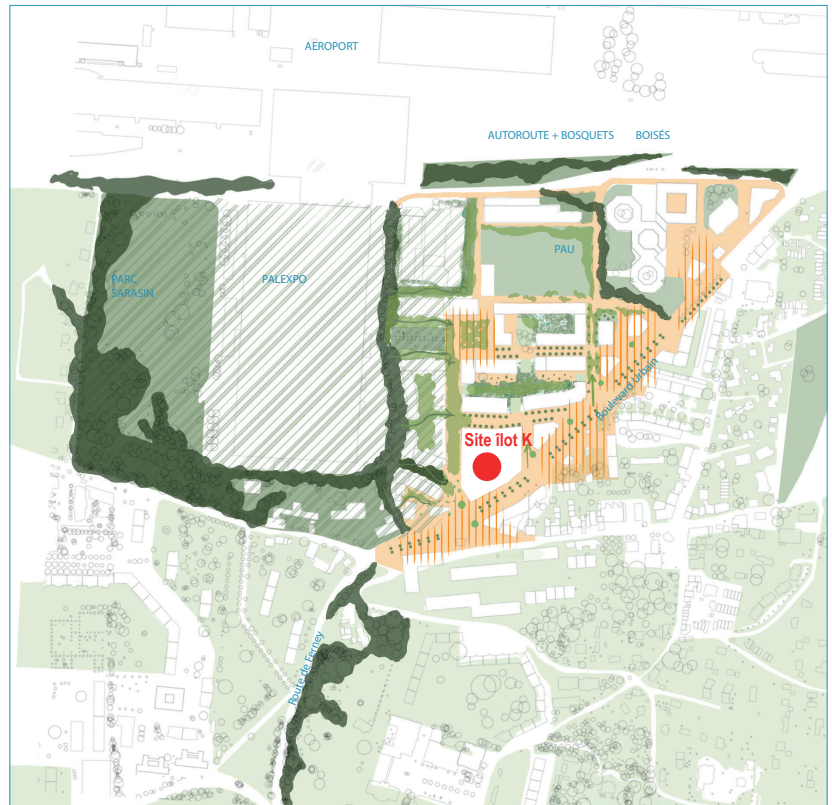 AEROPORT
AUTOROUTE + BOSQUETS
BOISÉS
PAU
PARC
SARASIN
PALEXPO
Boulevard Urbain
Site îlot K
Route de Ferney